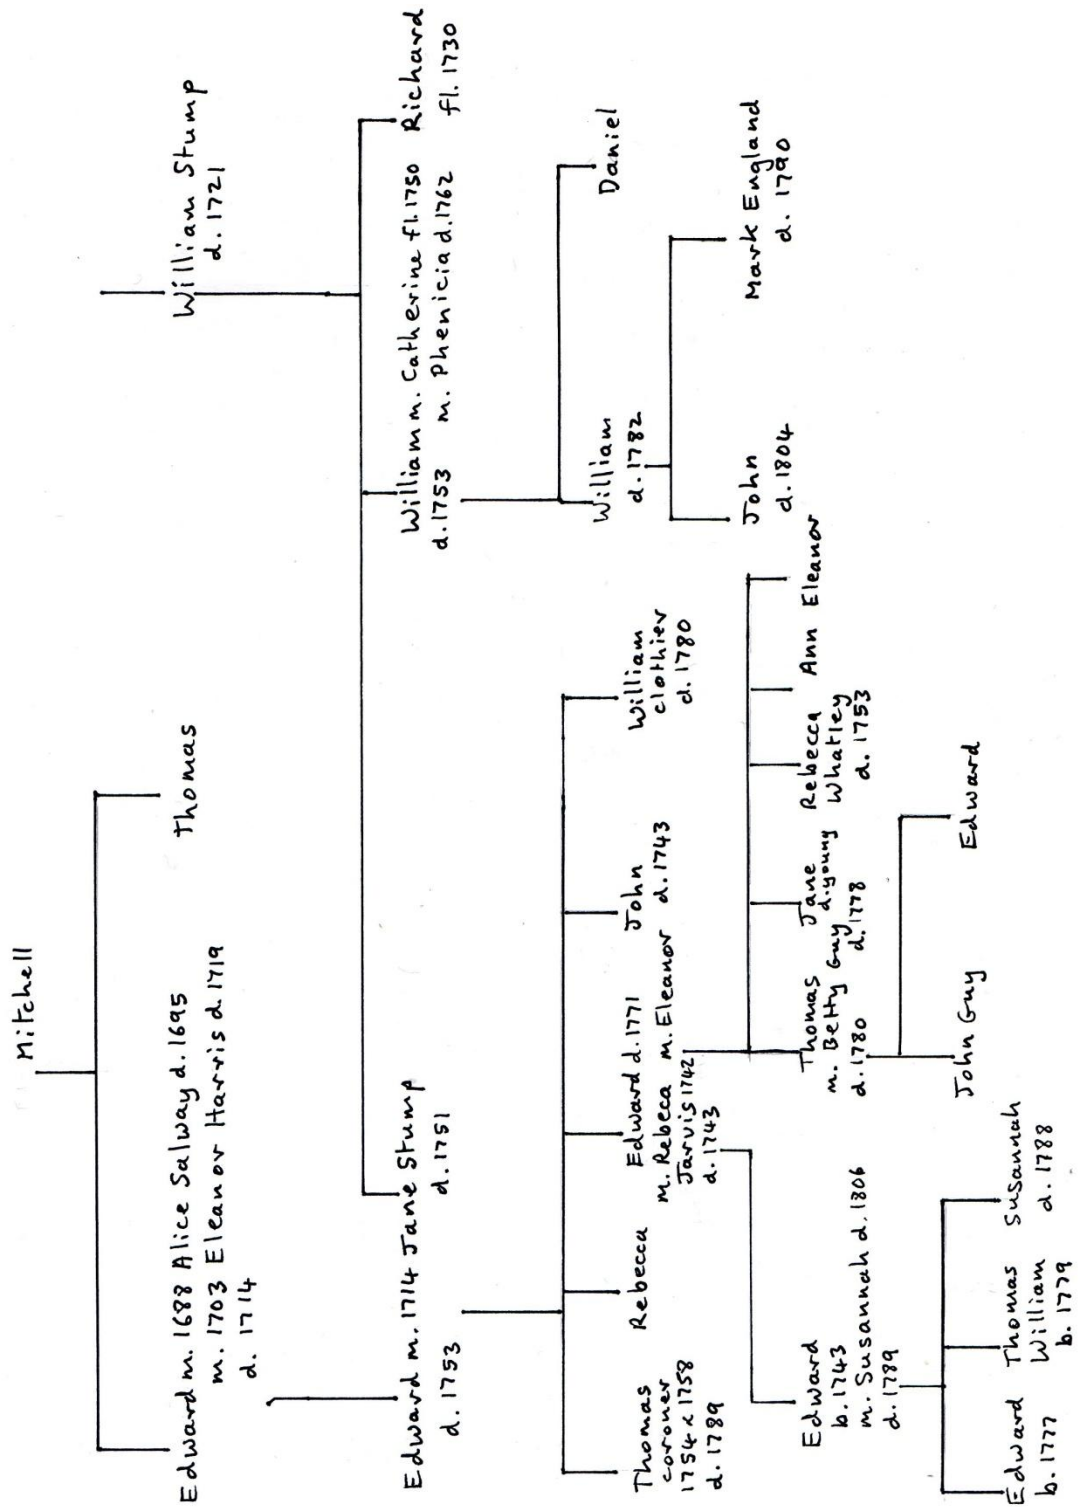 Mitchell
Edward m. 1688 Alice Salway d. 1695
m. 1703 Eleanor Harris d. 1719
d. 1714
Thomas
William Stump
d. 1721
Edward m. 1714 Jane Stump
d. 1753
d. 1751
William m. Catherine fl. 1750
d. 1753 m. Phenicia d. 1762
Richard
fl. 1730
Thomas
coroner
1754 < 1758
d. 1789
Rebecca
Edward d. 1771
m. Rebeca m. Eleanor
Jarvis 1742
d. 1743
John
d. 1743
William
clothier
d. 1780
William
d. 1782
Daniel
Edward
b. 1743
m. Susannah d. 1806
d. 1789
Thomas
m. Betty Guy
d. 1780
d. 1778
Jane
d. young
Rebecca
Whatley
d. 1753
Ann
Eleanor
John
d. 1804
Mark England
d. 1790
Edward
b. 1777
Thomas
William
b. 1779
Susannah
d. 1788
John Guy
Edward